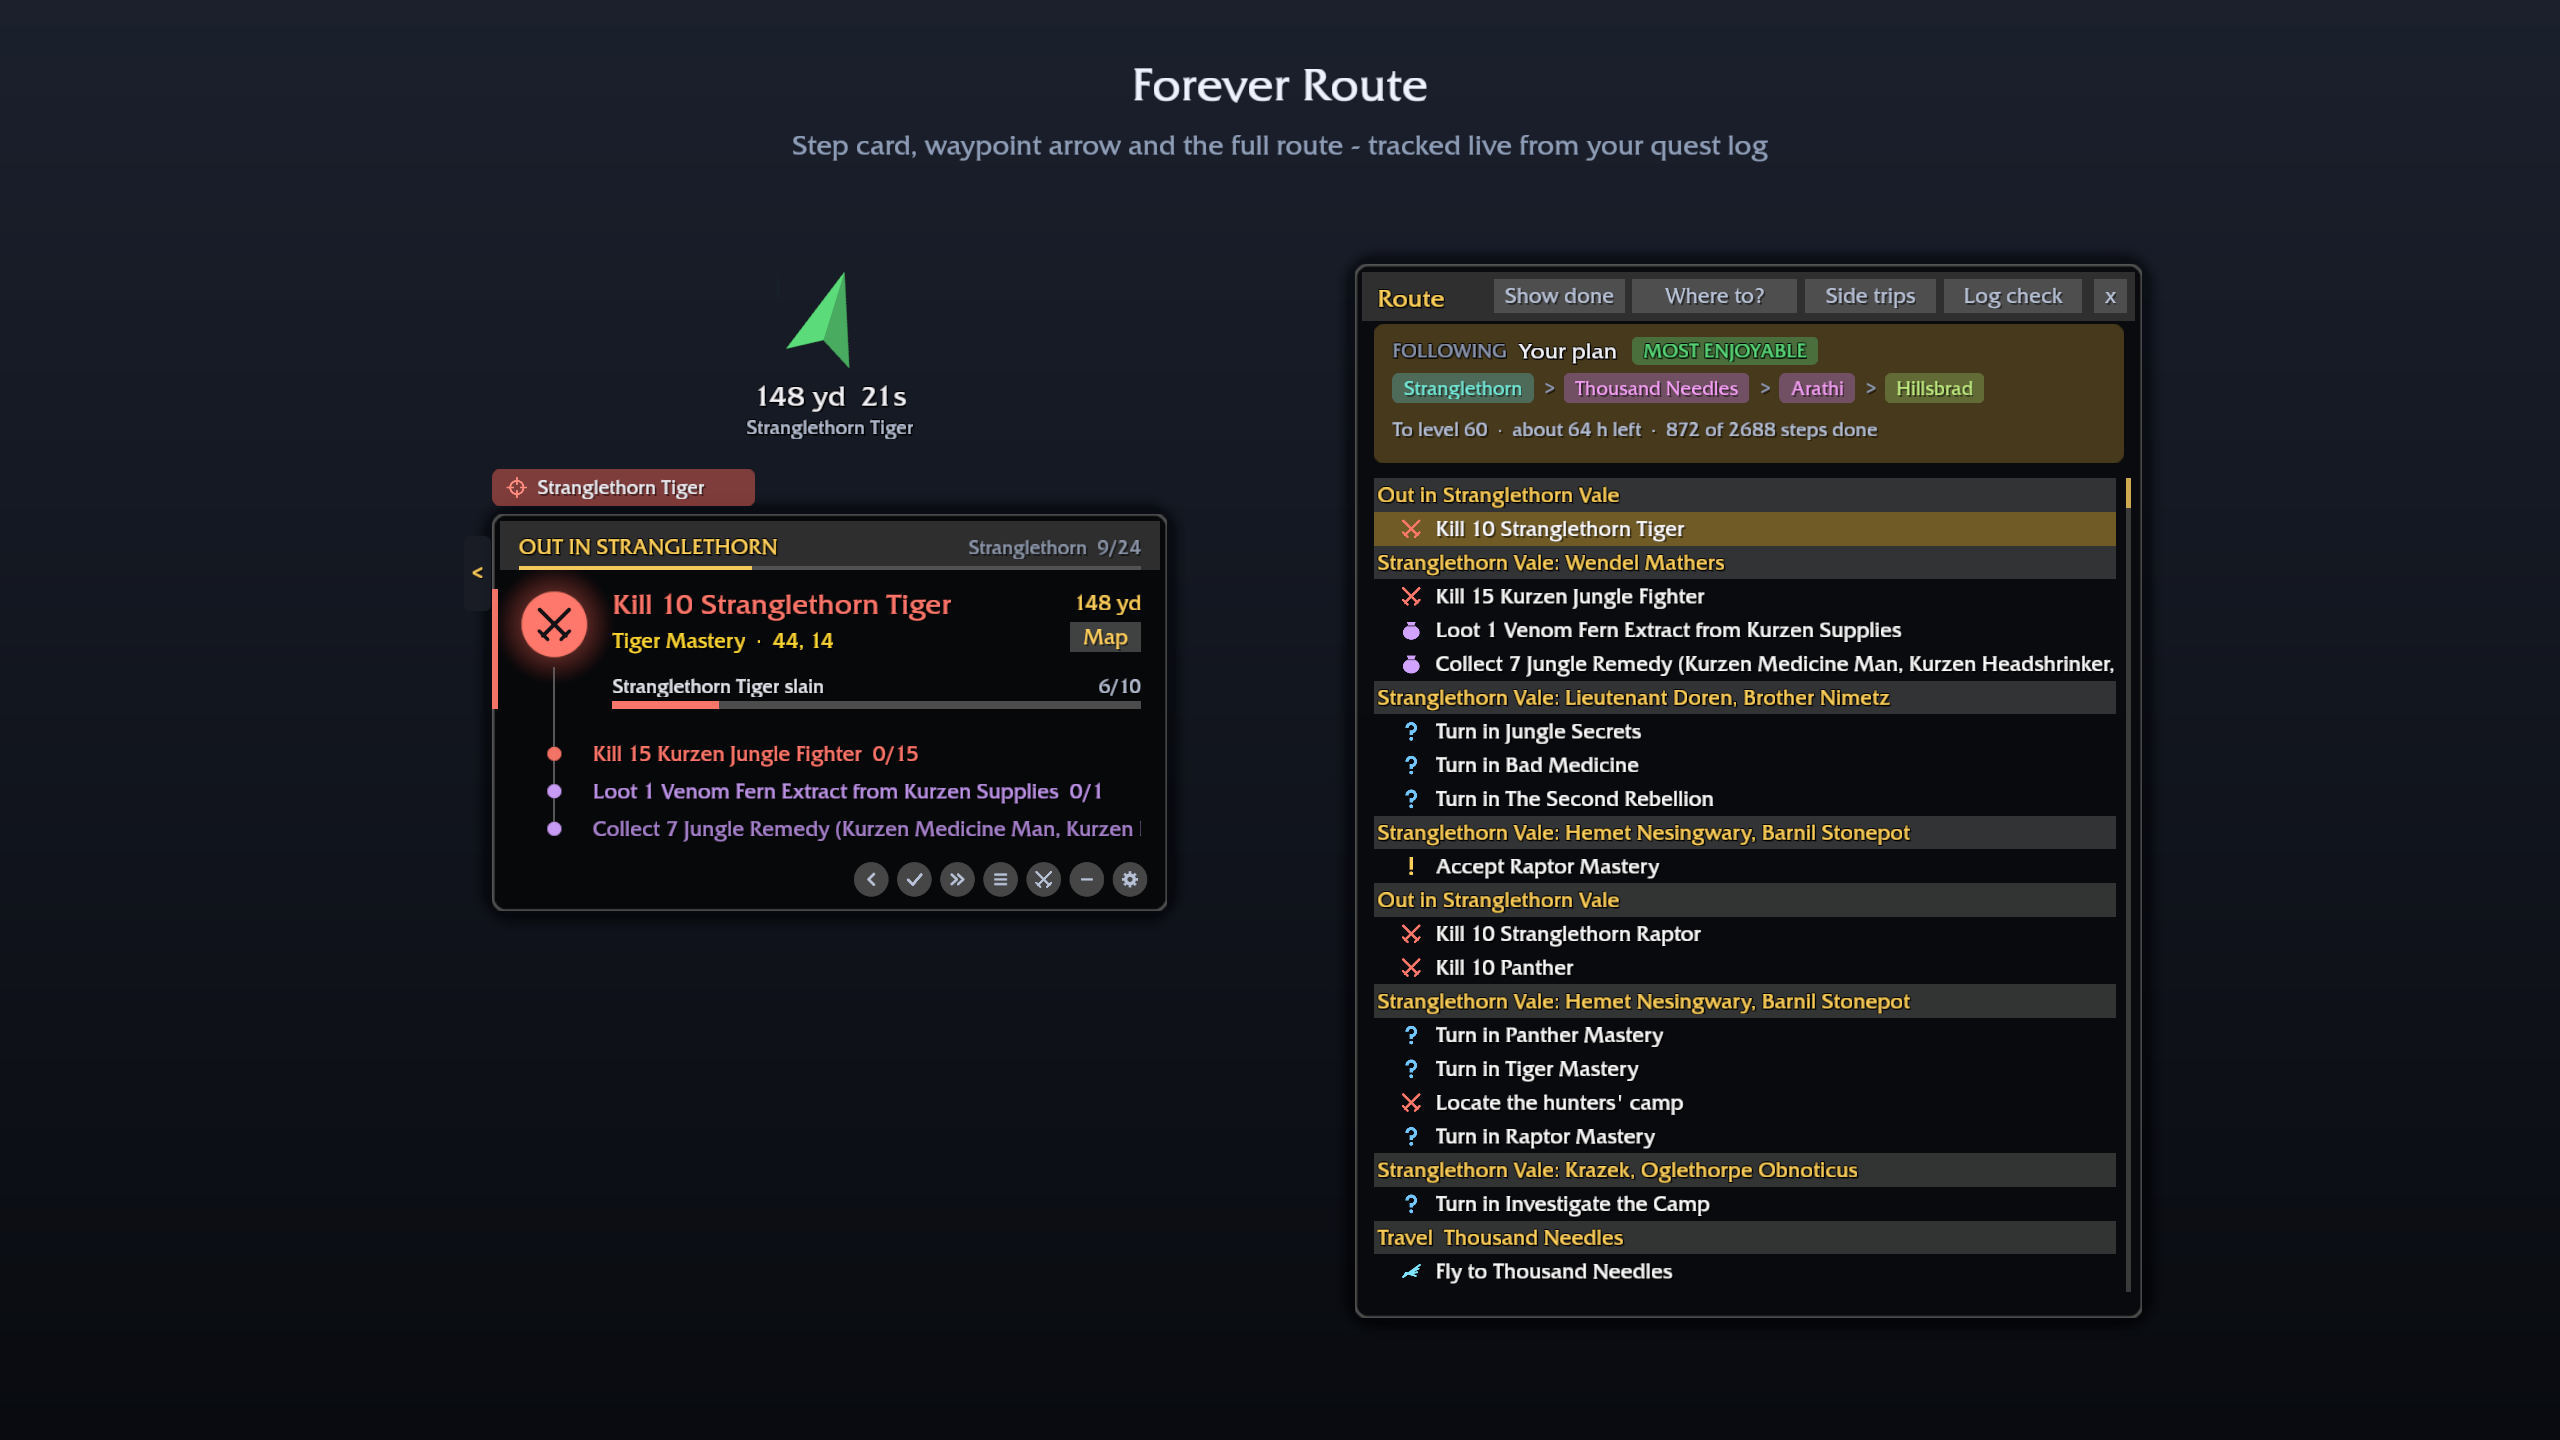 Forever Route
Step card, waypoint arrow and the full route - tracked live from your quest log
148 yd 21s
Stranglethorn Tiger
Stranglethorn Tiger
<
OUT IN STRANGLETHORN
Stranglethorn 9/24
Kill 10 Stranglethorn Tiger
148 yd
Tiger Mastery · 44, 14
Map
Stranglethorn Tiger slain
6/10
Kill 15 Kurzen Jungle Fighter 0/15
Loot 1 Venom Fern Extract from Kurzen Supplies 0/1
Collect 7 Jungle Remedy (Kurzen Medicine Man, Kurzen
Route
Show done
Where to?
Side trips
Log check
x
FOLLOWING Your plan MOST ENJOYABLE
Stranglethorn > Thousand Needles > Arathi > Hillsbrad
To level 60 · about 64 h left · 872 of 2688 steps done
Out in Stranglethorn Vale
Kill 10 Stranglethorn Tiger
Stranglethorn Vale: Wendel Mathers
Kill 15 Kurzen Jungle Fighter
Loot 1 Venom Fern Extract from Kurzen Supplies
Collect 7 Jungle Remedy (Kurzen Medicine Man, Kurzen Headshrinker,
Stranglethorn Vale: Lieutenant Doren, Brother Nimetz
? Turn in Jungle Secrets
? Turn in Bad Medicine
? Turn in The Second Rebellion
Stranglethorn Vale: Hemet Nesingwary, Barnil Stonepot
! Accept Raptor Mastery
Out in Stranglethorn Vale
Kill 10 Stranglethorn Raptor
Kill 10 Panther
Stranglethorn Vale: Hemet Nesingwary, Barnil Stonepot
? Turn in Panther Mastery
? Turn in Tiger Mastery
Locate the hunters' camp
? Turn in Raptor Mastery
Stranglethorn Vale: Krazek, Oglethorpe Obnoticus
? Turn in Investigate the Camp
Travel Thousand Needles
Fly to Thousand Needles